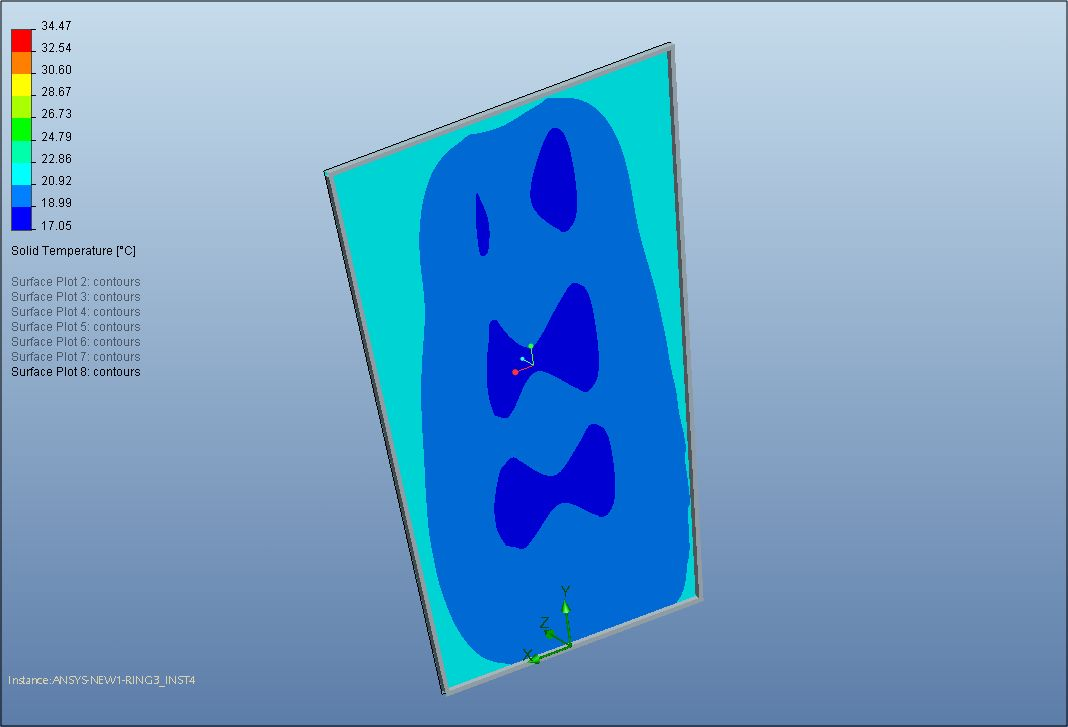 34.47
32.54
30.60
28.67
26.73
24.79
22.86
20.92
18.99
17.05
Solid Temperature [°C]
Surface Plot 2: contours
Surface Plot 3: contours
Surface Plot 4: contours
Surface Plot 5: contours
Surface Plot 6: contours
Surface Plot 7: contours
Surface Plot 8: contours
Y
Z
X
Instance:ANSYS-NEW1-RING3_INST4